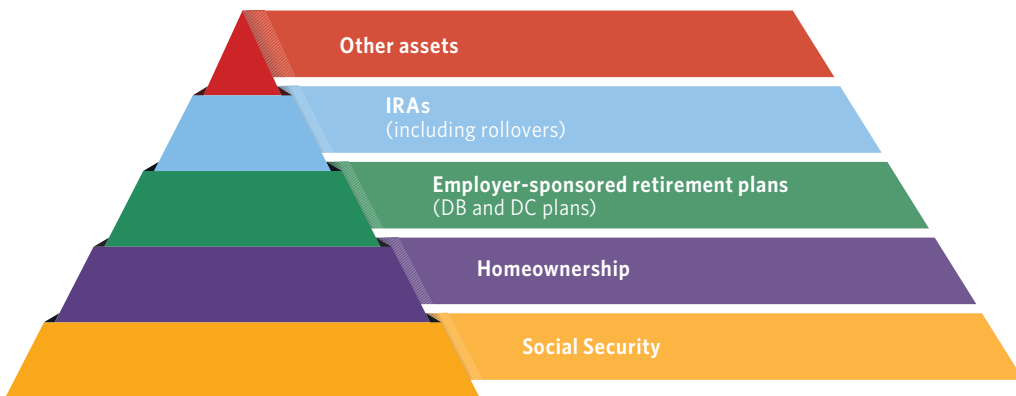 Other assets
IRAs
(including rollovers)
Employer-sponsored retirement plans
(DB and DC plans)
Homeownership
Social Security